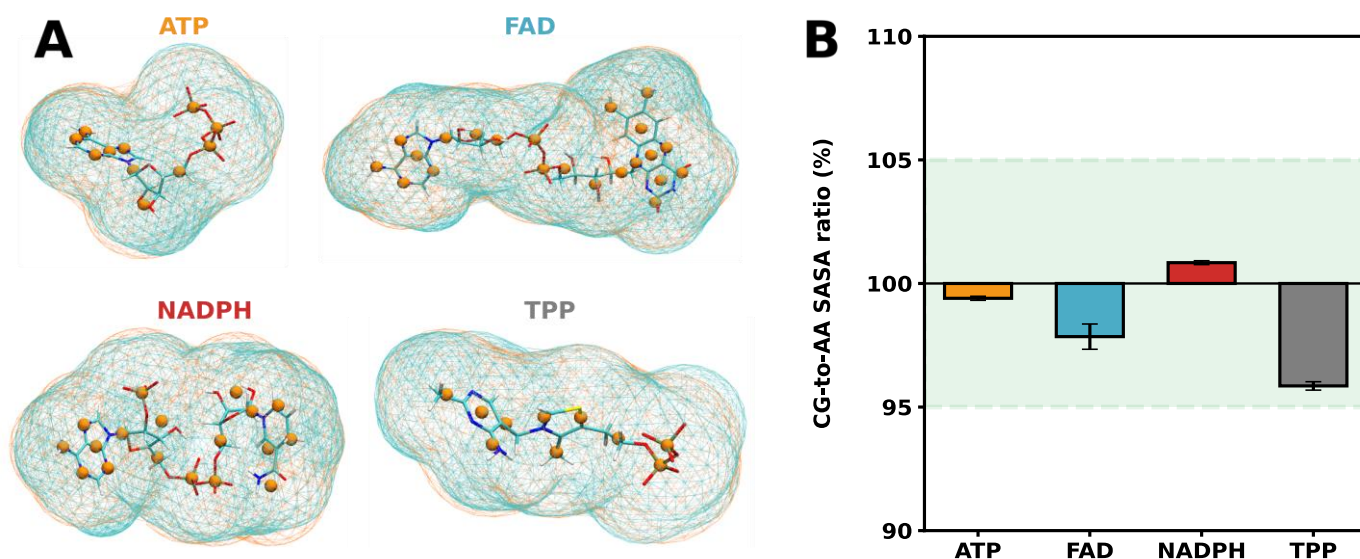 A
ATP
FAD
NADPH
TPP
B
CG-to-AA SASA ratio (%)
110
105
100
95
90
ATP
FAD
NADPH
TPP